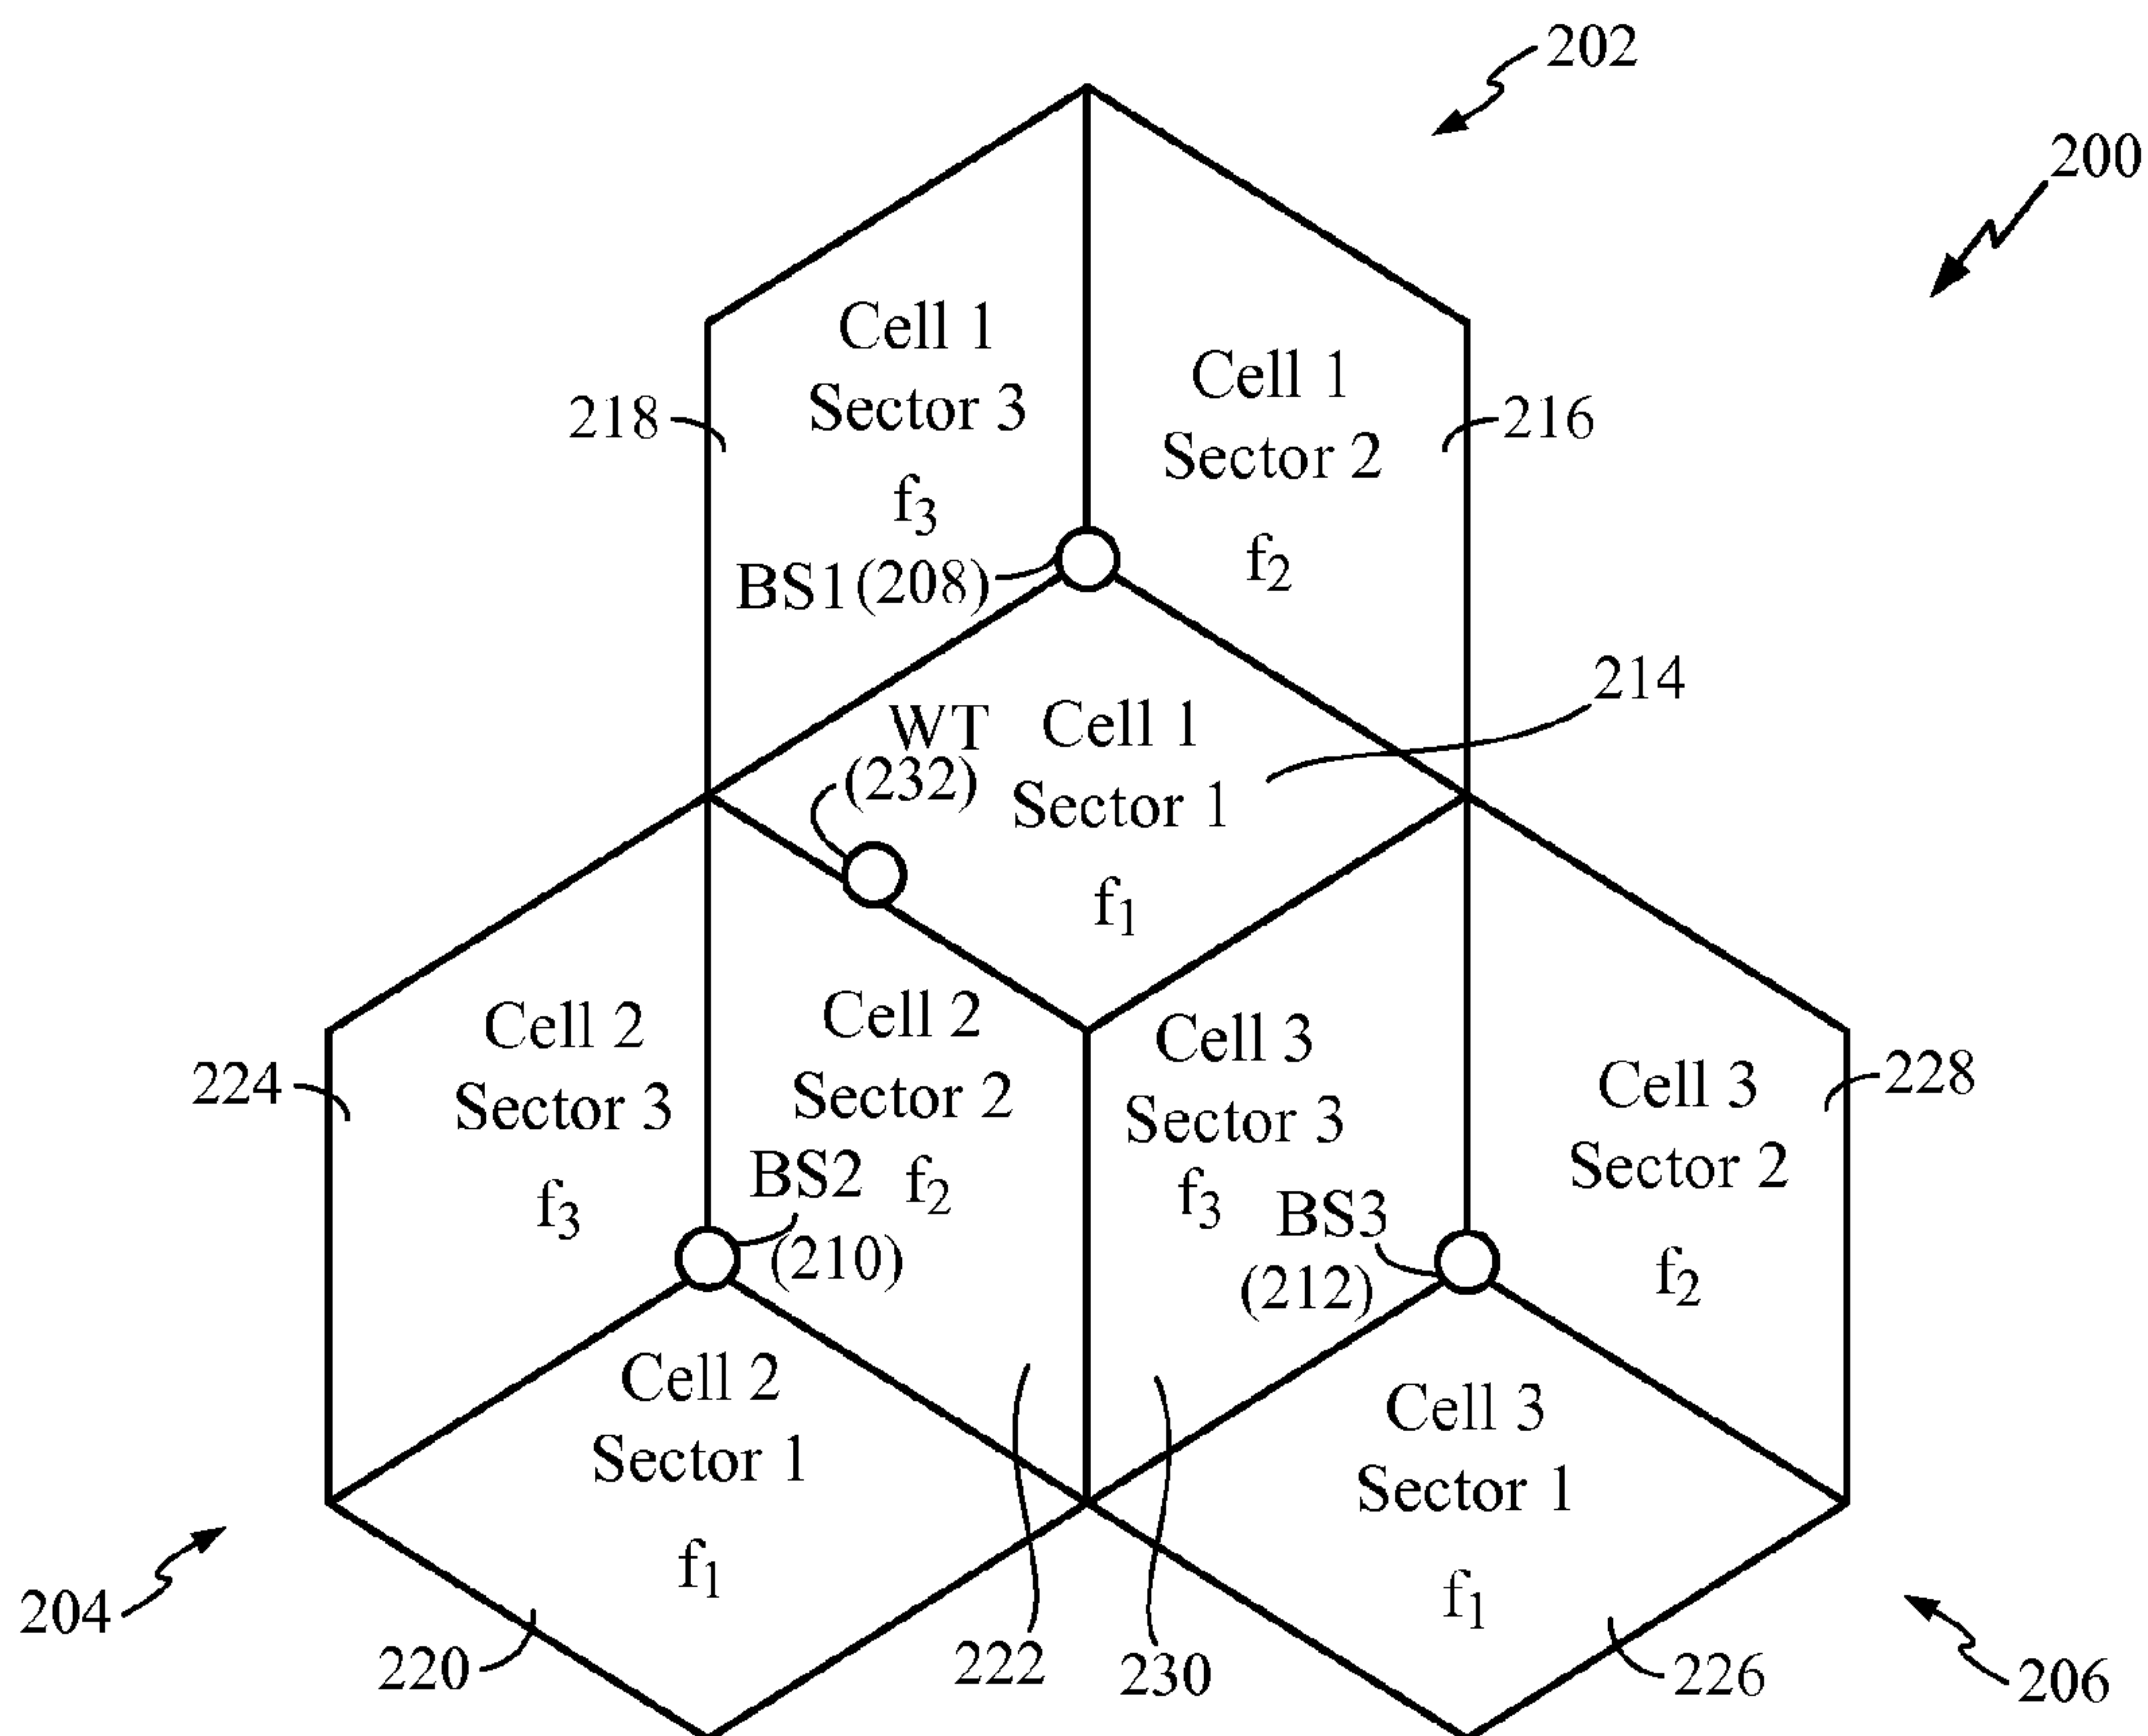 202
200
Cell 1
Sector 3
f3
Cell 1
Sector 2
f2
218
216
BS1(208)
214
WT
(232)
Cell 1
Sector 1
f1
Cell 2
Sector 3
f3
Cell 2
Sector 2
f2
Cell 3
Sector 3
f3
Cell 3
Sector 2
f2
224
228
BS2
(210)
BS3
(212)
Cell 2
Sector 1
f1
Cell 3
Sector 1
f1
204
220
222
230
226
206